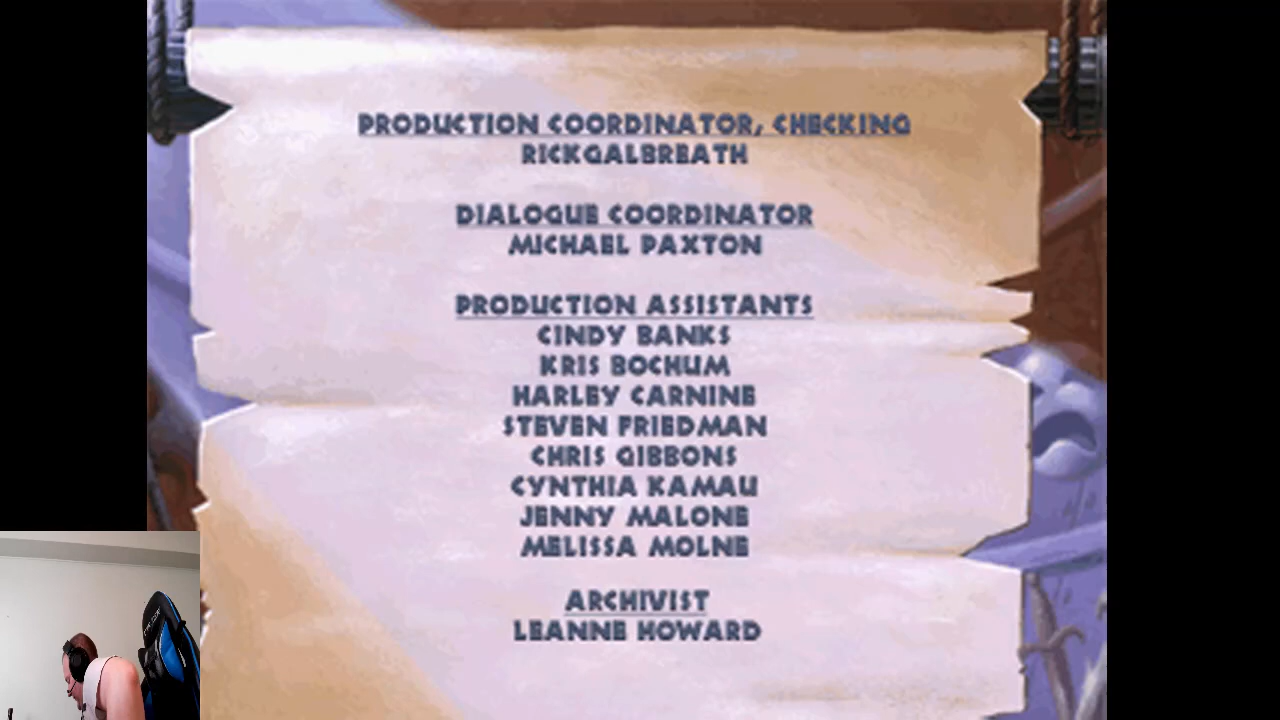 PRODUCTION COORDINATOR, CHECKING
RICKGALBREATH
DIALOGUE COORDINATOR
MICHAEL PAXTON
PRODUCTION ASSISTANTS
CINDY BANKS
KRIS BOCHUM
HARLEY CARNINE
STEVEN FRIEDMAN
CHRIS GIBBONS
CYNTHIA KAMAU
JENNY MALONE
MELISSA MOLNE
ARCHIVIST
LEANNE HOWARD